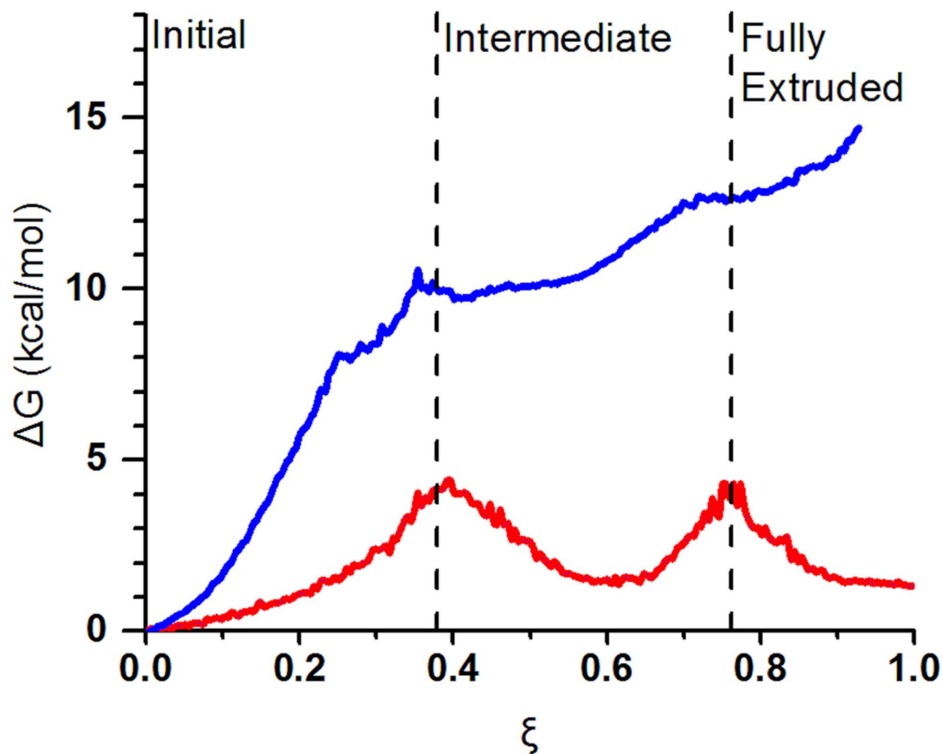 Initial
Intermediate
Fully
Extruded
15
10
5
0
ΔG (kcal/mol)
0.0 0.2 0.4 0.6 0.8 1.0
ξ